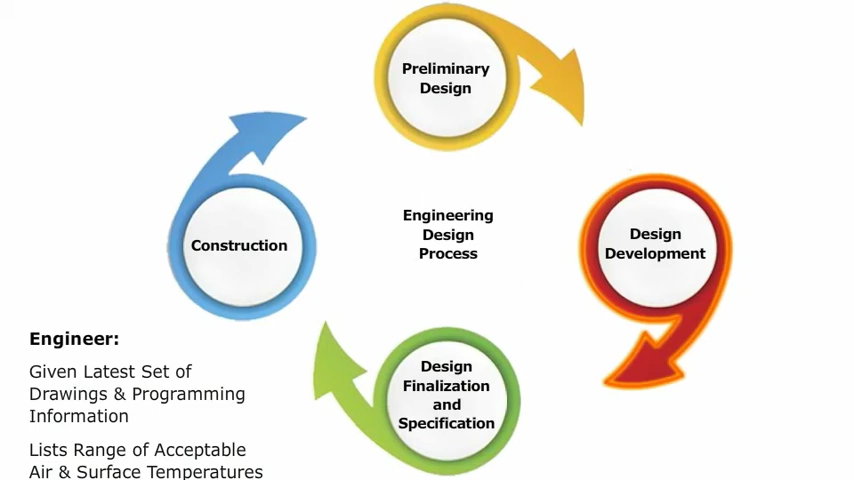 Preliminary
Design
Engineering
Design
Process
Design
Development
Construction
Design
Finalization
and
Specification
Engineer:
Given Latest Set of
Drawings & Programming
Information
Lists Range of Acceptable
Air & Surface Temperatures